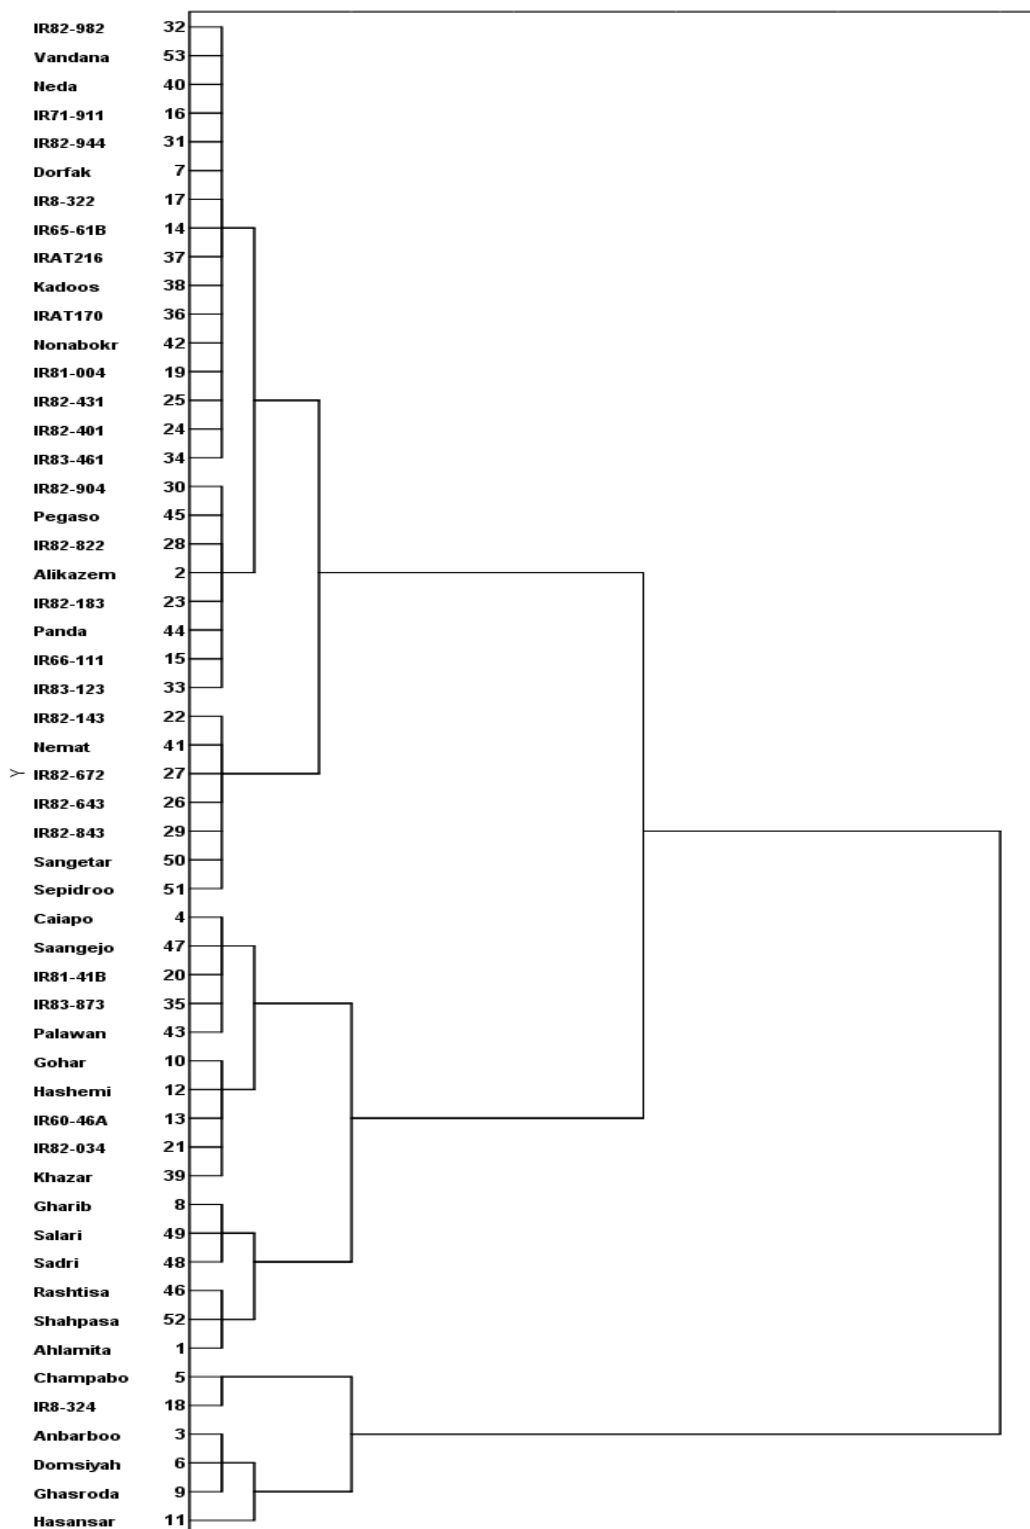 IR82-982 32
Vandana 53
Neda 40
IR71-911 16
IR82-944 31
Dorfak 7
IR8-322 17
IR65-61B 14
IRAT216 37
Kadoos 38
IRAT170 36
Nonabokr 42
IR81-004 19
IR82-431 25
IR82-401 24
IR83-461 34
IR82-904 30
Pegaso 45
IR82-822 28
Alikazem 2
IR82-183 23
Panda 44
IR66-111 15
IR83-123 33
IR82-143 22
Nemat 41
Y IR82-672 27
IR82-643 26
IR82-843 29
Sangetar 50
Sepidroo 51
Caiapo 4
Saangejo 47
IR81-41B 20
IR83-873 35
Palawan 43
Gohar 10
Hashemi 12
IR60-46A 13
IR82-034 21
Khazar 39
Gharib 8
Salari 49
Sadri 48
Rashtisa 46
Shahpasa 52
Ahlamita 1
Champabo 5
IR8-324 18
Anbarboo 3
Domsiyah 6
Ghasroda 9
Hasansar 11